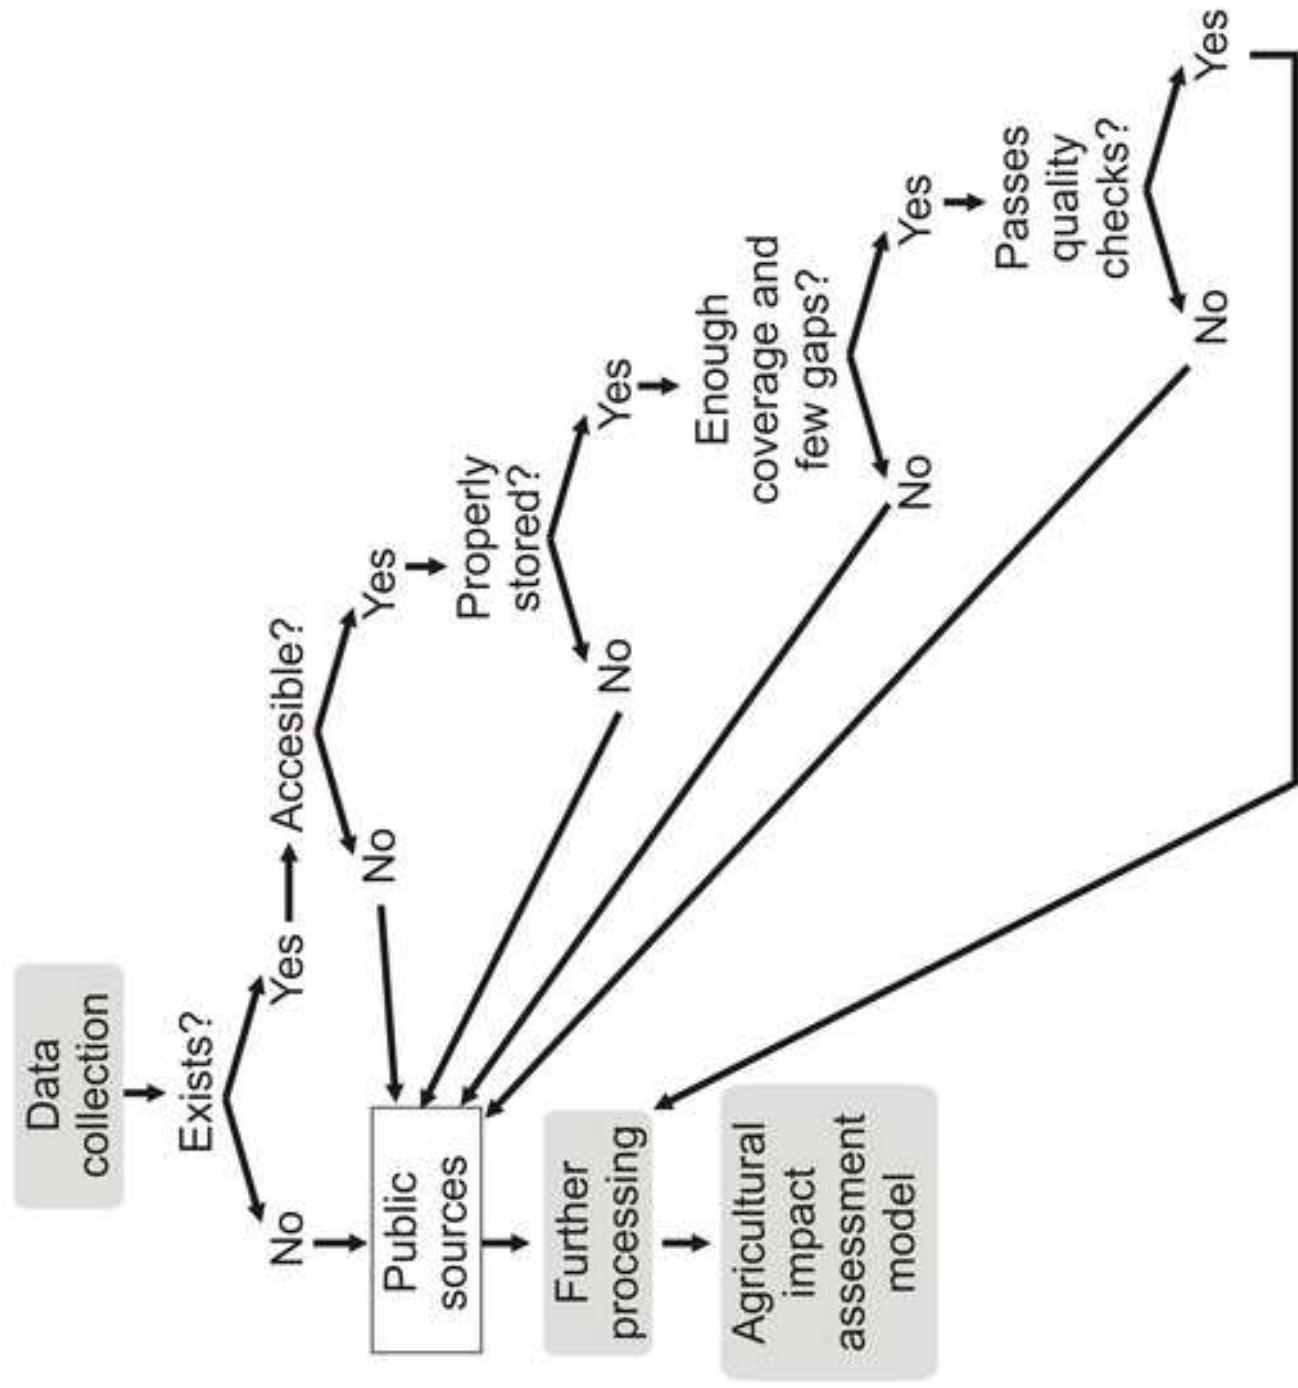 Data
collection
Exists?
No
Yes
Accesible?
No
Yes
Properly
stored?
No
Yes
Enough
coverage and
few gaps?
No
Yes
Passes
quality
checks?
No
Yes
Public
sources
Further
processing
Agricultural
impact
assessment
model